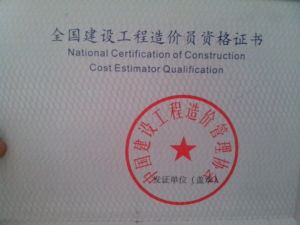 全国建设工程造价员资格证书
National Certification of Construction
Cost Estimator Qualification
中国建设工程造价管理协会
发证单位（盖章）